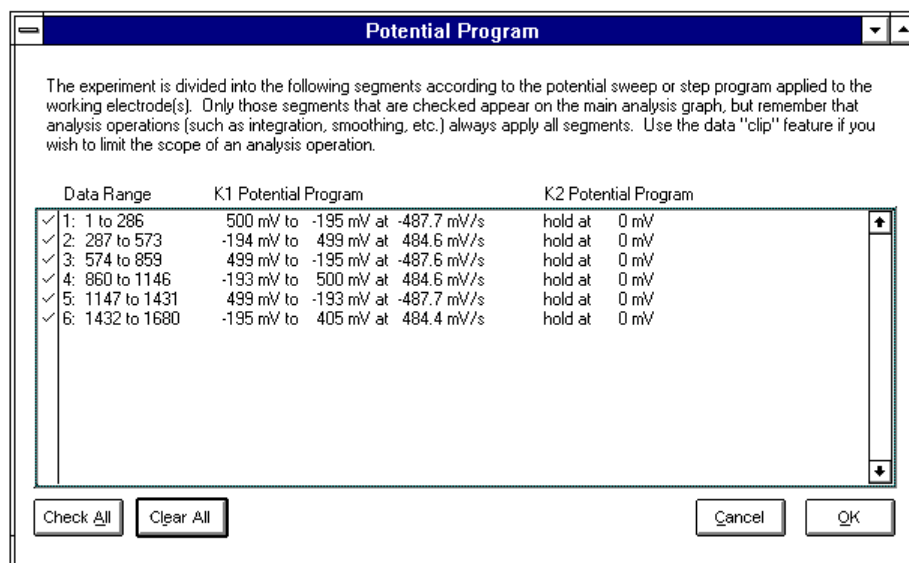 Potential Program
The experiment is divided into the following segments according to the potential sweep or step program applied to the
working electrode(s). Only those segments that are checked appear on the main analysis graph, but remember that
analysis operations (such as integration, smoothing, etc.) always apply all segments. Use the data "clip" feature if you
wish to limit the scope of an analysis operation.
Data Range K1 Potential Program K2 Potential Program
1: 1 to 286 500 mV to -195 mV at -487.7 mV/s hold at 0 mV
2: 287 to 573 -194 mV to 499 mV at 484.6 mV/s hold at 0 mV
3: 574 to 859 499 mV to -195 mV at -487.6 mV/s hold at 0 mV
4: 860 to 1146 -193 mV to 500 mV at 484.6 mV/s hold at 0 mV
5: 1147 to 1431 499 mV to -193 mV at -487.7 mV/s hold at 0 mV
6: 1432 to 1680 -195 mV to 405 mV at 484.4 mV/s hold at 0 mV
Check All Clear All Cancel OK